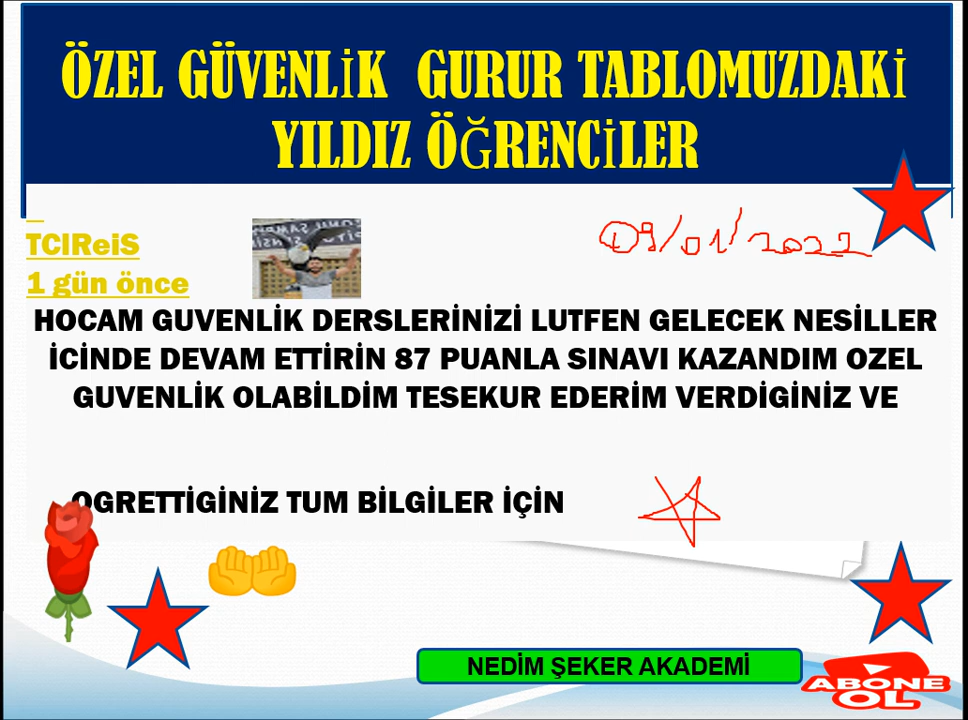 ÖZEL GÜVENLİK GURUR TABLOMUZDAKİ
YILDIZ ÖĞRENCİLER
09/01/2022
TCIReiS
1 gün önce
HOCAM GUVENLİK DERSLERİNİZİ LUTFEN GELECEK NESİLLER
İCİNDE DEVAM ETTİRİN 87 PUANLA SINAVI KAZANDIM OZEL
GUVENLİK OLABİLDİM TESEKUR EDERİM VERDİGİNİZ VE
OGRETTİGİNİZ TUM BİLGİLER İÇİN
NEDİM ŞEKER AKADEMİ
ABONE
OL